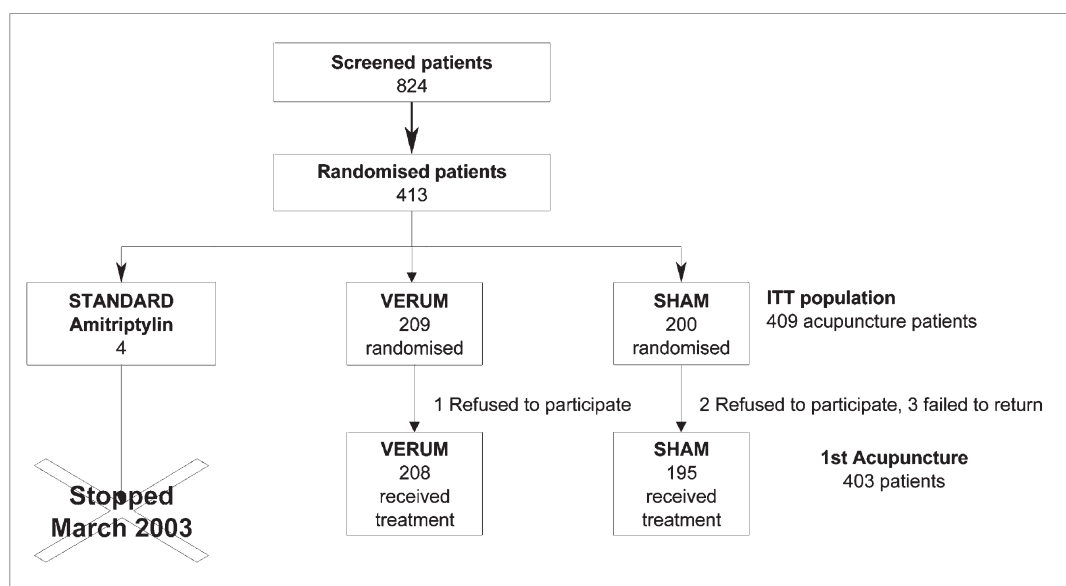 Screened patients
824
Randomised patients
413
STANDARD
Amitriptylin
4
VERUM
209
randomised
SHAM
200
randomised
ITT population
409 acupuncture patients
1 Refused to participate
2 Refused to participate, 3 failed to return
Stopped
March 2003
VERUM
208
received
treatment
SHAM
195
received
treatment
1st Acupuncture
403 patients